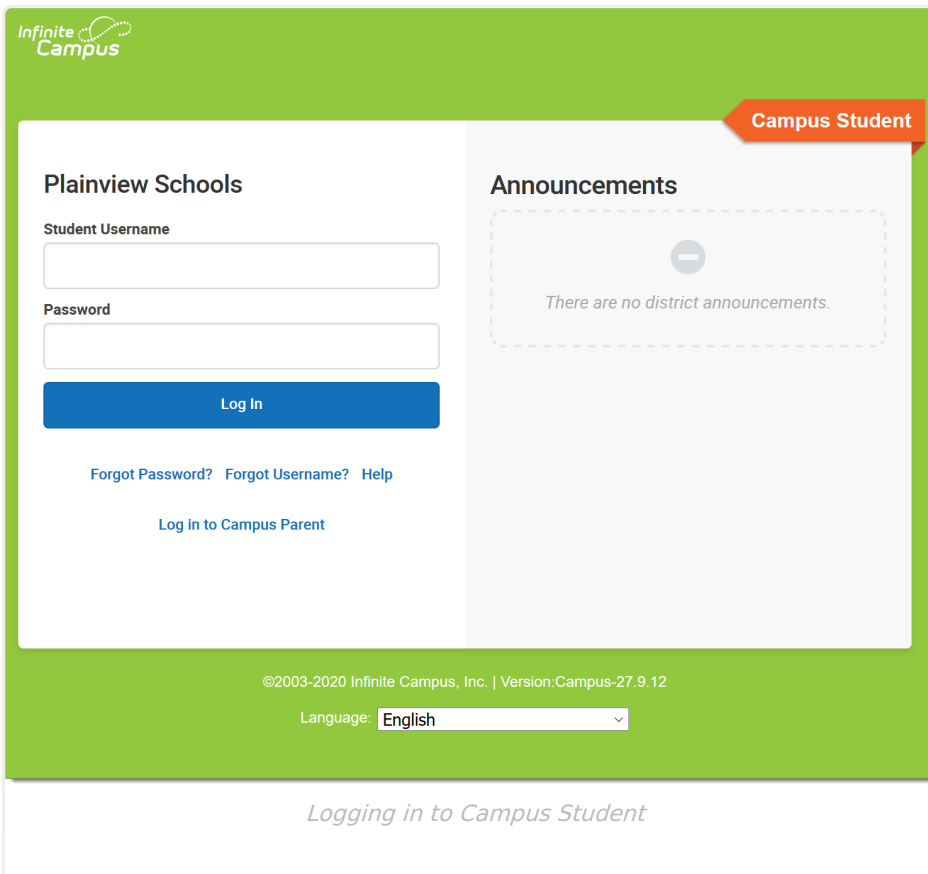 Infinite
Campus
Campus Student
Plainview Schools
Student Username
Password
Log In
Forgot Password? Forgot Username? Help
Log in to Campus Parent
Announcements
There are no district announcements.
©2003-2020 Infinite Campus, Inc. | Version:Campus-27.9.12
Language: English
Logging in to Campus Student